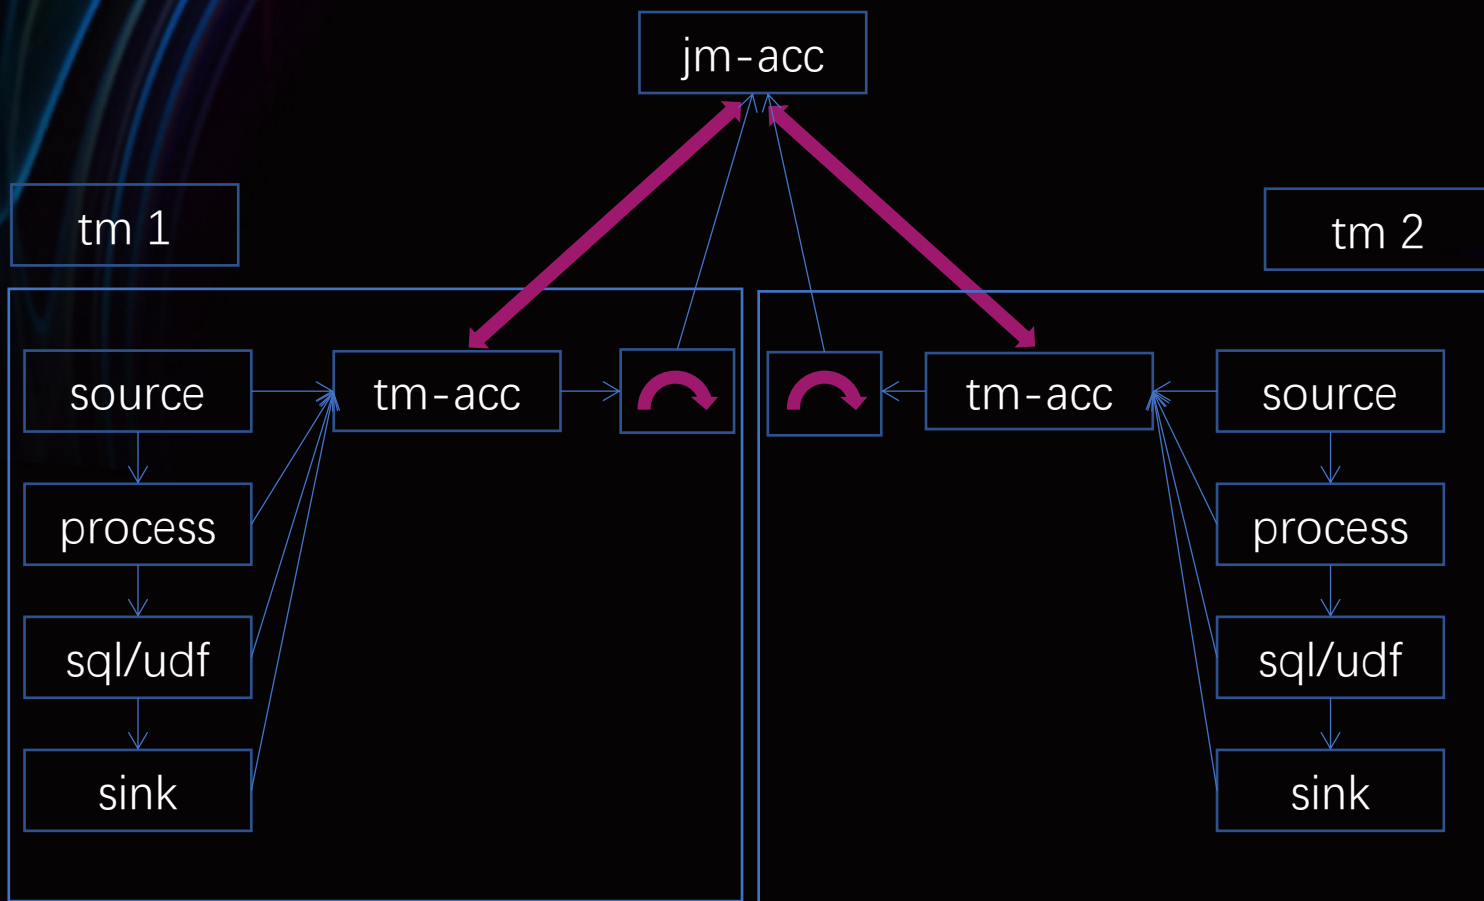 jm-acc
tm 1
tm 2
source
tm-acc
tm-acc
source
process
process
sql/udf
sql/udf
sink
sink